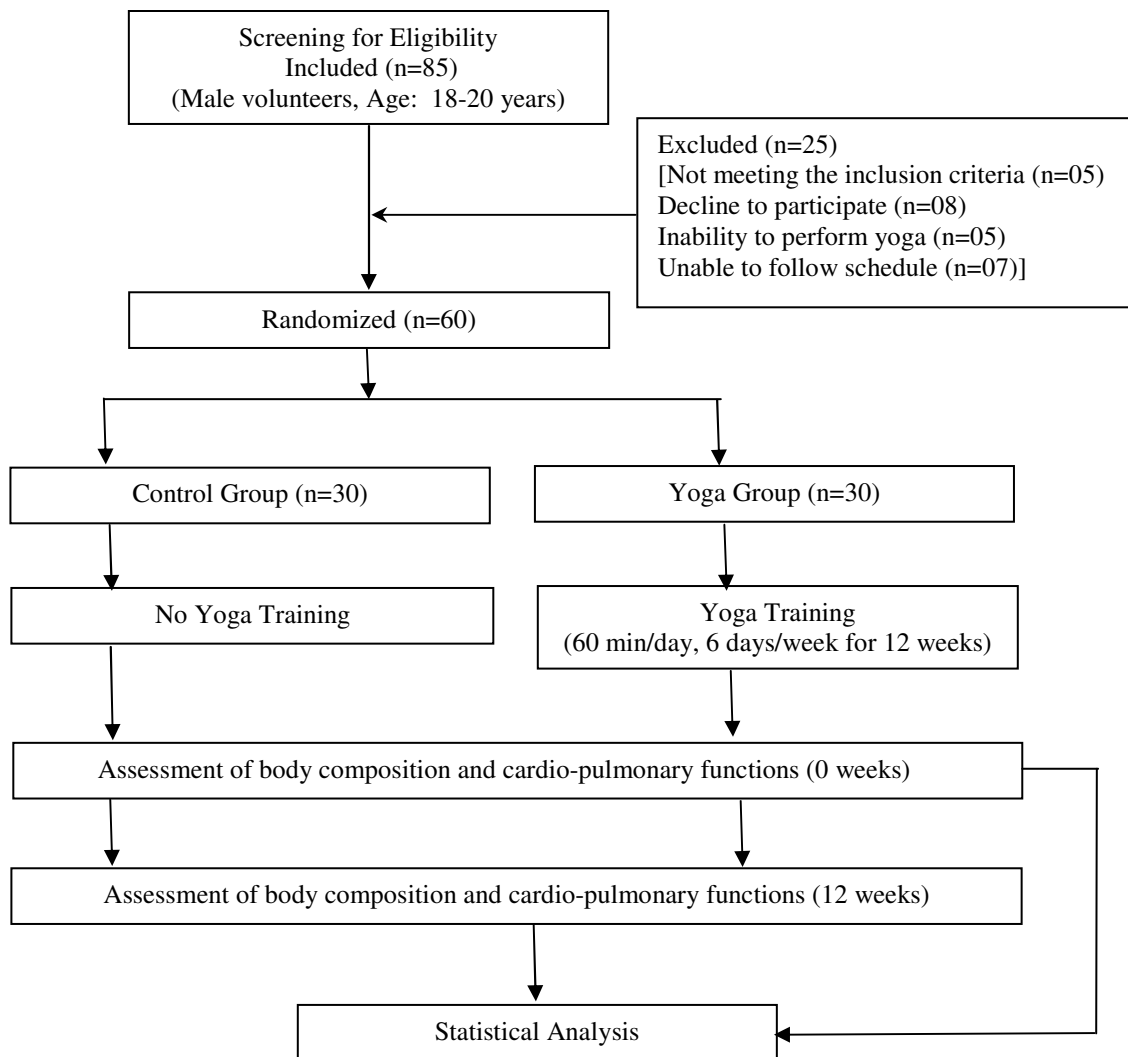 Screening for Eligibility
Included (n=85)
(Male volunteers, Age: 18-20 years)
Excluded (n=25)
[Not meeting the inclusion criteria (n=05)
Decline to participate (n=08)
Inability to perform yoga (n=05)
Unable to follow schedule (n=07)]
Randomized (n=60)
Control Group (n=30)
Yoga Group (n=30)
No Yoga Training
Yoga Training
(60 min/day, 6 days/week for 12 weeks)
Assessment of body composition and cardio-pulmonary functions (0 weeks)
Assessment of body composition and cardio-pulmonary functions (12 weeks)
Statistical Analysis